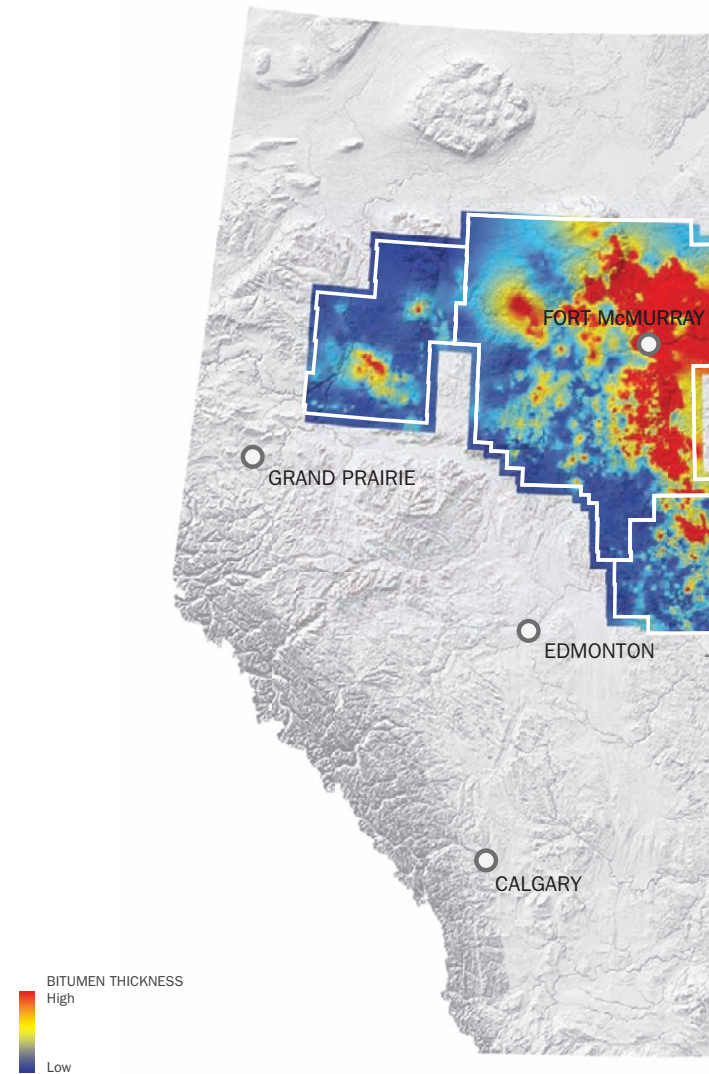 FORT McMURRAY
GRAND PRAIRIE
EDMONTON
CALGARY
BITUMEN THICKNESS
High
Low